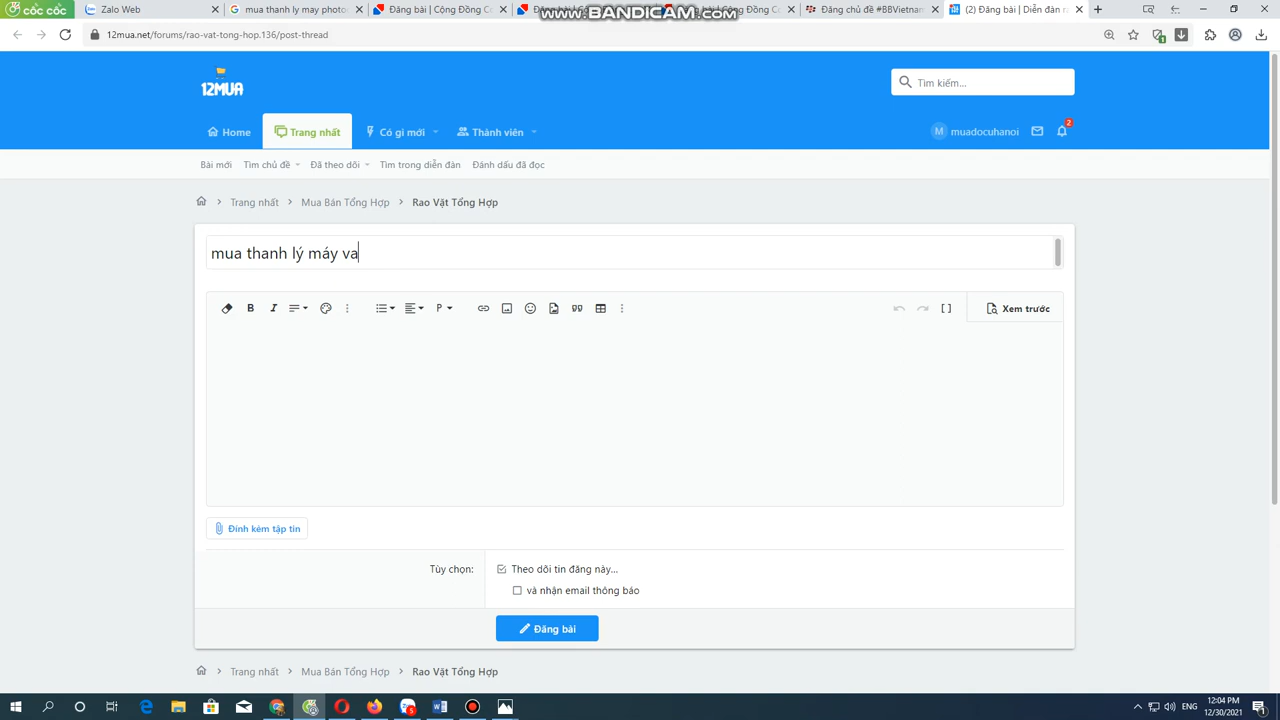 cốc cốc
Zalo Web
mua thanh ly may photoc
Đăng bài | Cộng Đồng Cơ
Đăng chủ đề #BBVietnam
(2) Đăng bài | Diễn đàn ra
www.BANDICAM.com
12mua.net/forums/rao-vat-tong-hop.136/post-thread
12MUA
Tìm kiếm...
Home
Trang nhất
Có gì mới
Thành viên
M
muadocuhanoi
2
Bài mới
Tìm chủ đề
Đã theo dõi
Tìm trong diễn đàn
Đánh dấu đã đọc
Trang nhất
Mua Bán Tổng Hợp
Rao Vặt Tổng Hợp
mua thanh lý máy va
B
I
P
[ ]
Xem trước
Đính kèm tập tin
Tùy chọn:
Theo dõi tin đăng này...
và nhận email thông báo
Đăng bài
Trang nhất
Mua Bán Tổng Hợp
Rao Vặt Tổng Hợp
5
ENG
12:04 PM
12/30/2021
1